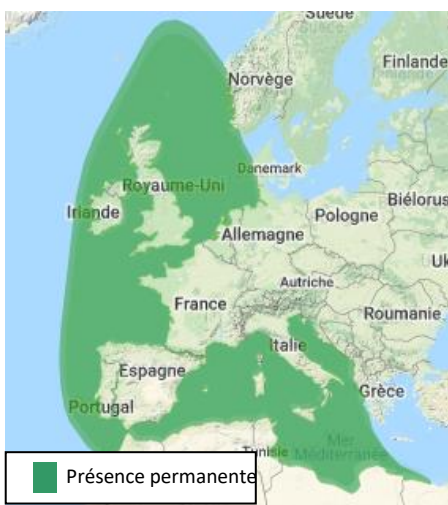 Suède
Finlande
Norvège
Danemark
Royaume-Uni
Irlande
Biélorus
Pologne
Allemagne
Uk
Autriche
France
Roumanie
Italie
Espagne
Grèce
Portugal
Mer
Méditerranée
Tunisie
Présence permanente